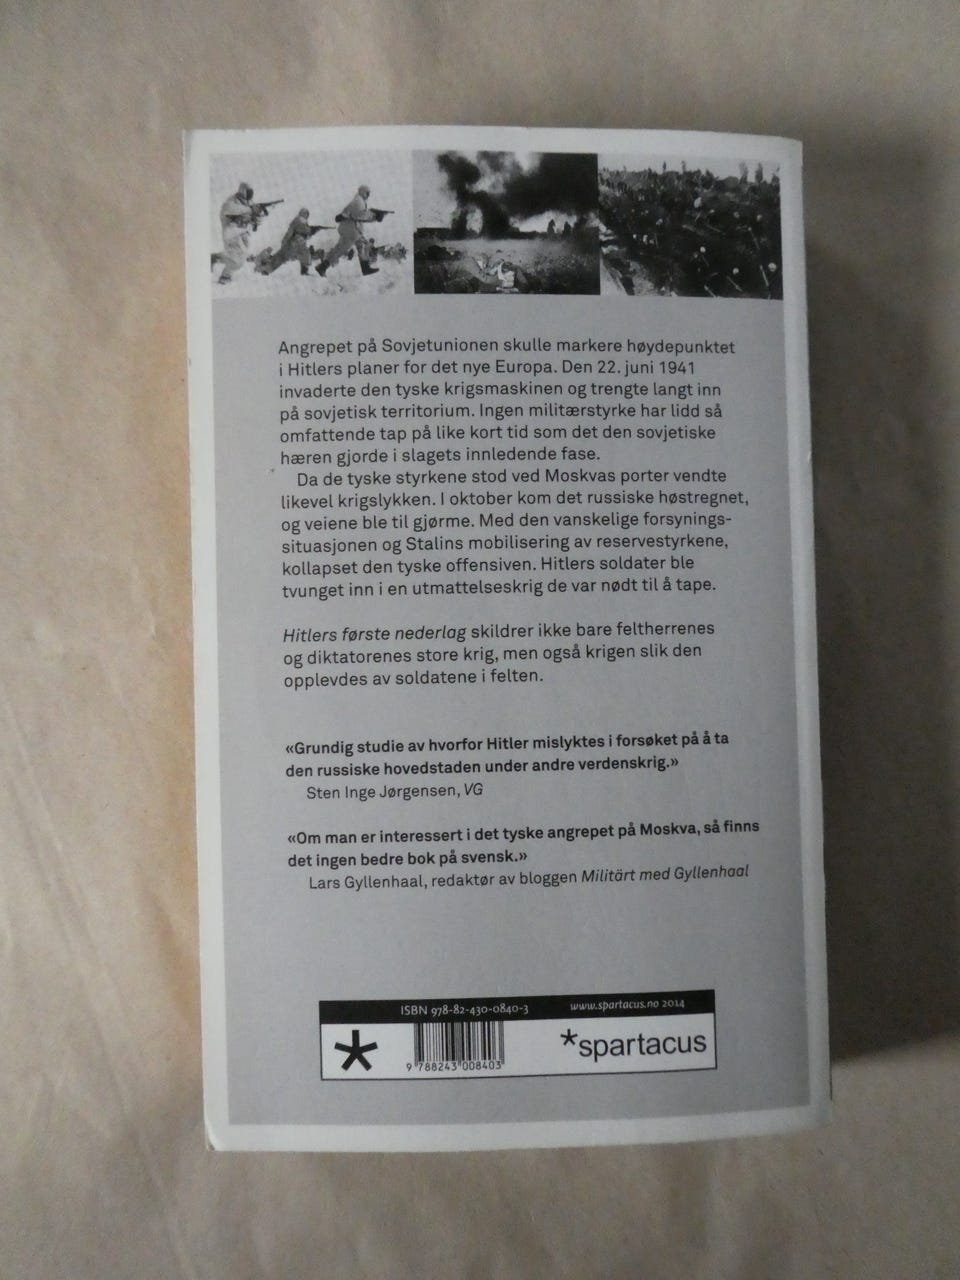 Angrepet på Sovjetunionen skulle markere høydepunktet
i Hitlers planer for det nye Europa. Den 22. juni 1941
invaderte den tyske krigsmaskinen og trengte langt inn
på sovjetisk territorium. Ingen militærstyrke har lidd så
omfattende tap på like kort tid som det den sovjetiske
hæren gjorde i slagets innledende fase.
Da de tyske styrkene stod ved Moskvas porter vendte
likevel krigslykken. I oktober kom det russiske høstregnet,
og veiene ble til gjørme. Med den vanskelige forsynings-
situasjonen og Stalins mobilisering av reservestyrkene,
kollapset den tyske offensiven. Hitlers soldater ble
tvunget inn i en utmattelseskrig de var nødt til å tape.
Hitlers første nederlag skildrer ikke bare feltherrenes
og diktatorenes store krig, men også krigen slik den
opplevdes av soldatene i felten.
«Grundig studie av hvorfor Hitler mislyktes i forsøket på å ta
den russiske hovedstaden under andre verdenskrig.»
Sten Inge Jørgensen, VG
«Om man er interessert i det tyske angrepet på Moskva, så finns
det ingen bedre bok på svensk.»
Lars Gyllenhaal, redaktør av bloggen Militärt med Gyllenhaal
ISBN 978-82-430-0840-3 www.spartacus.no 2014
*spartacus
9 788243 008403